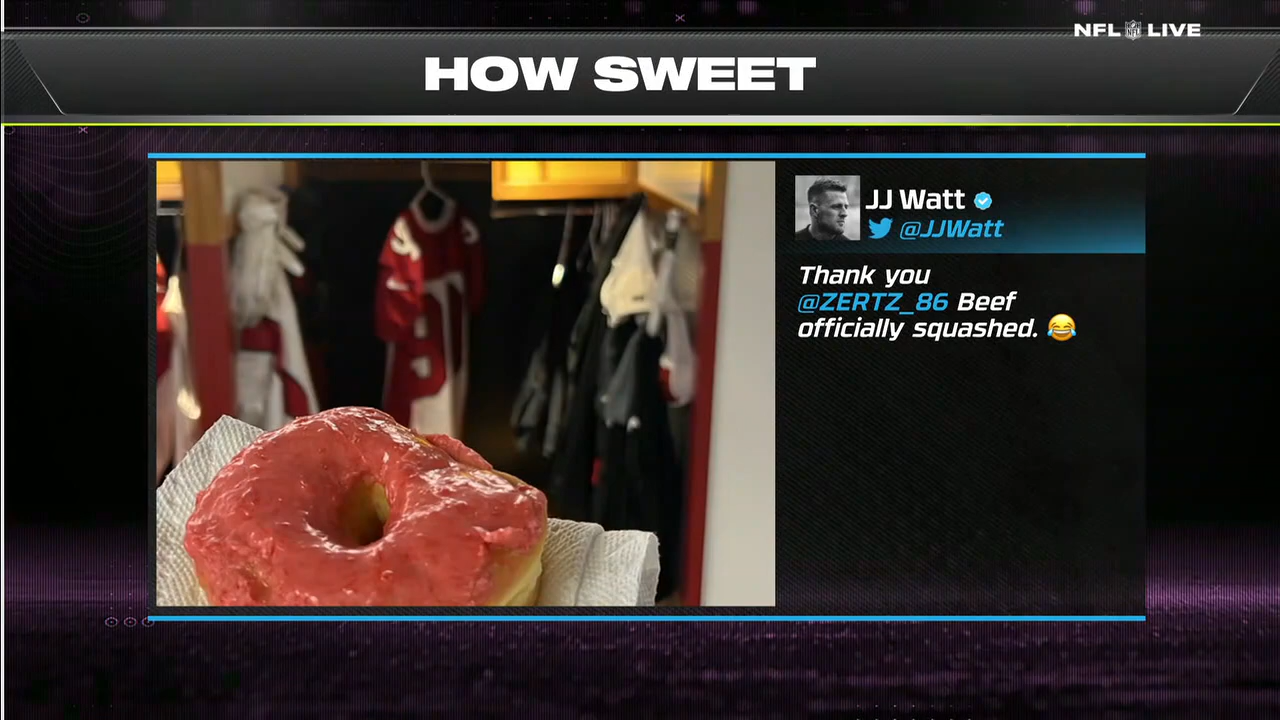 NFL LIVE
HOW SWEET
JJ Watt
@JJWatt
Thank you
@ZERTZ_86 Beef
officially squashed. 😂